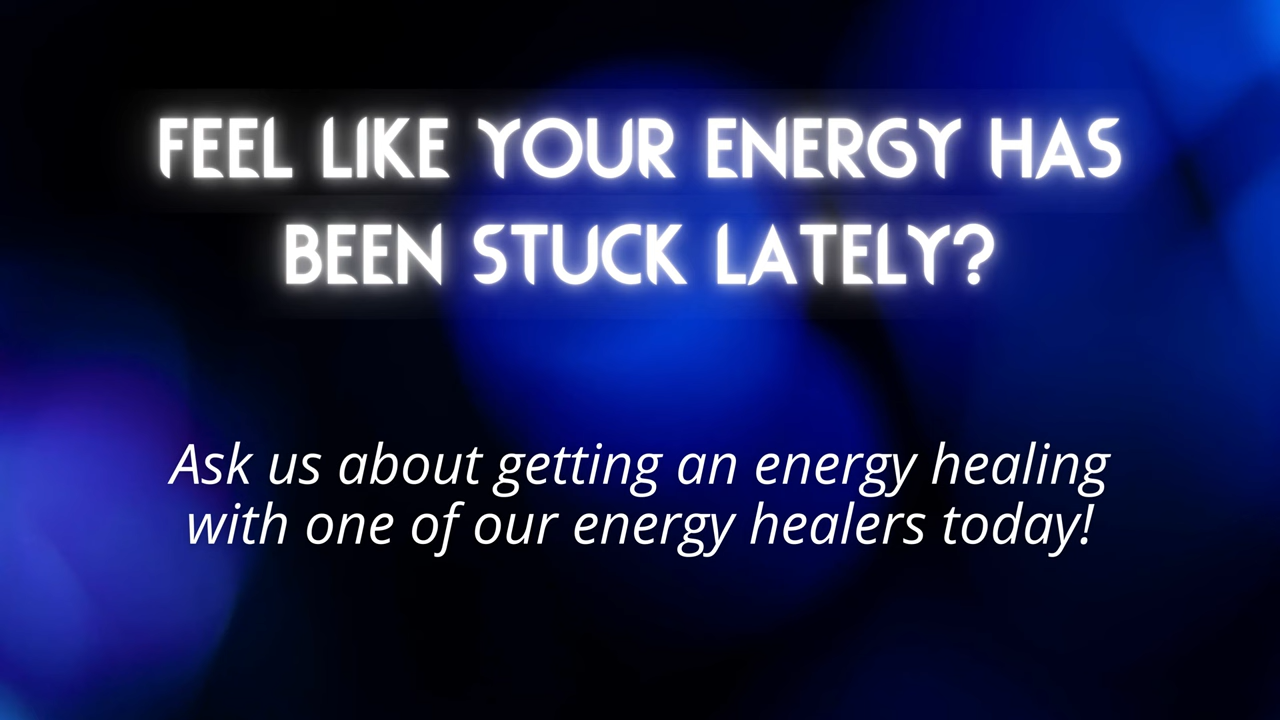 FEEL LIKE YOUR ENERGY HAS
BEEN STUCK LATELY?
Ask us about getting an energy healing
with one of our energy healers today!